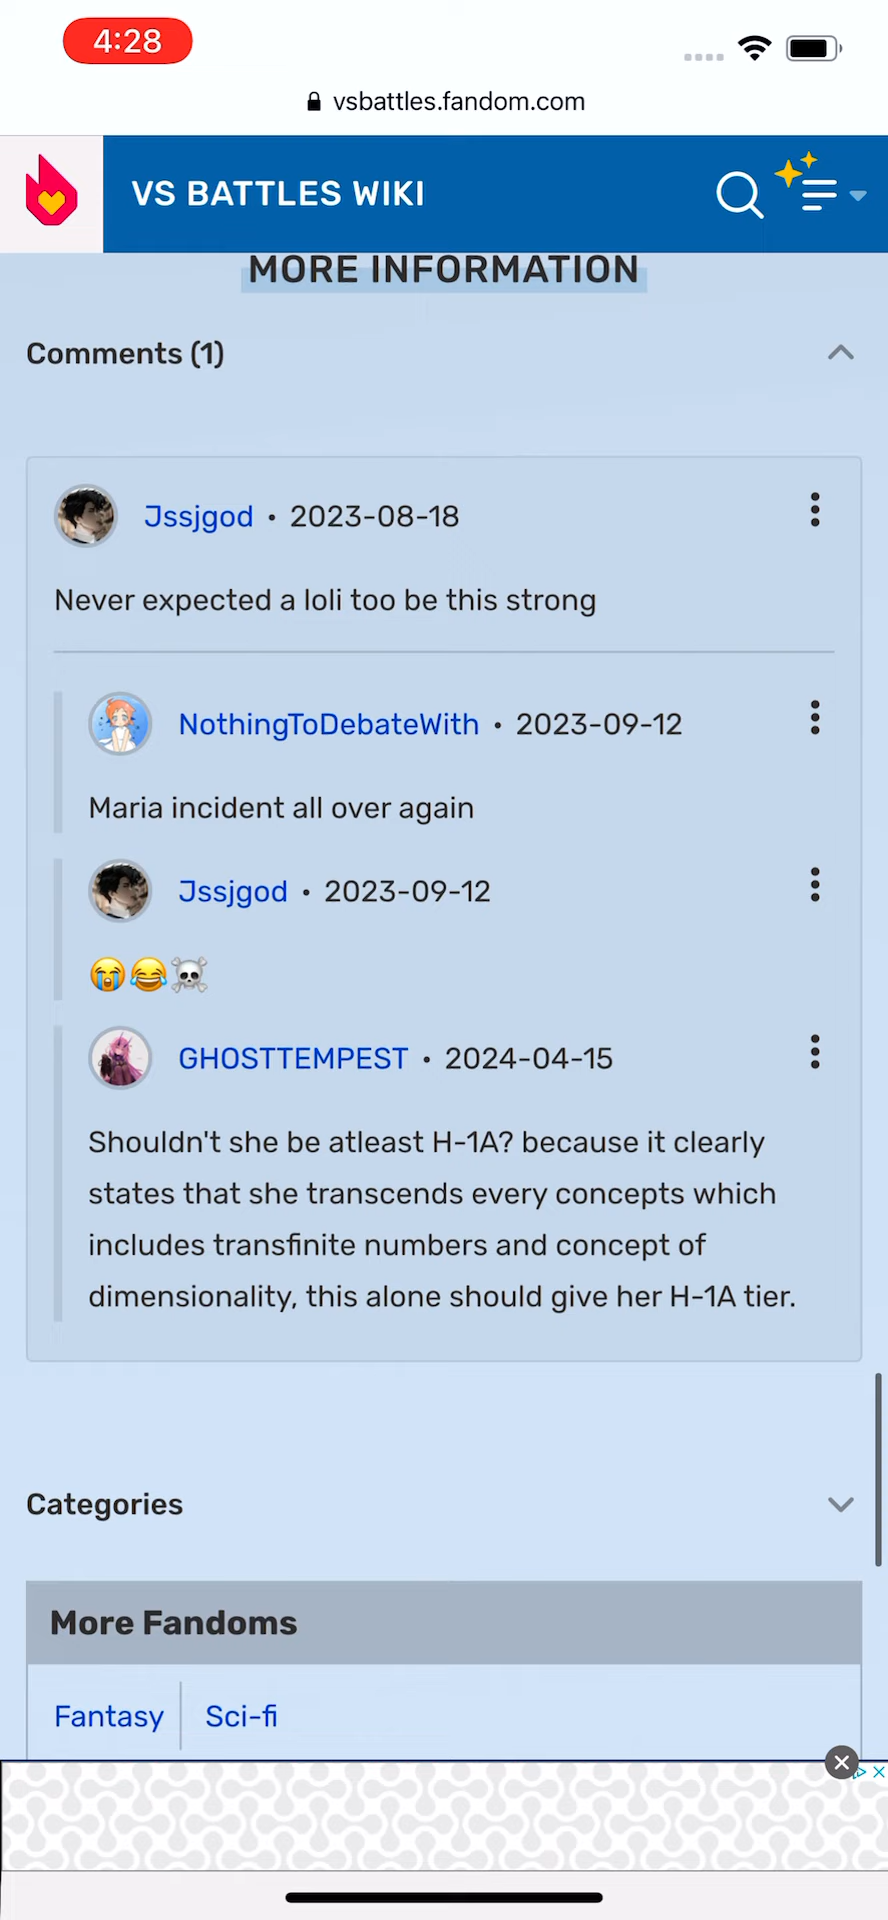 4:28
vsbattles.fandom.com
VS BATTLES WIKI
MORE INFORMATION
Comments (1)
Jssjgod • 2023-08-18
Never expected a loli too be this strong
NothingToDebateWith • 2023-09-12
Maria incident all over again
Jssjgod • 2023-09-12
😭😂☠️
GHOSTTEMPEST • 2024-04-15
Shouldn't she be atleast H-1A? because it clearly
states that she transcends every concepts which
includes transfinite numbers and concept of
dimensionality, this alone should give her H-1A tier.
Categories
More Fandoms
Fantasy
Sci-fi